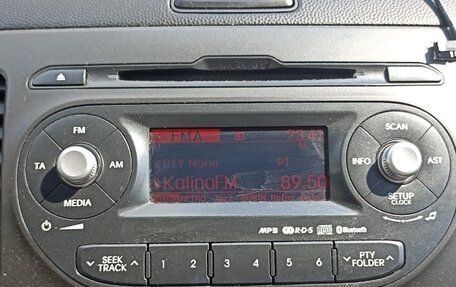 FM
SCAN
FMA
TA
AM
INFO
AST
PTY None
P1
KalinaFM
89.50
MEDIA
SETUP
CLOCK
MP3 R·D·S Bluetooth
SEEK
TRACK
1 2 3 4 5 6
PTY
FOLDER